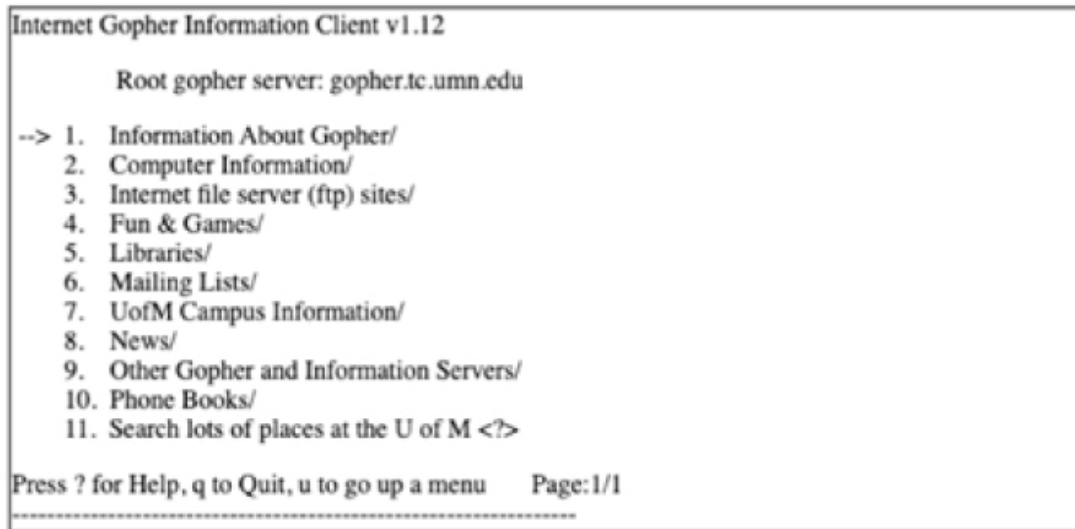 Internet Gopher Information Client v1.12
Root gopher server: gopher.tc.umn.edu
--> 1. Information About Gopher/
2. Computer Information/
3. Internet file server (ftp) sites/
4. Fun & Games/
5. Libraries/
6. Mailing Lists/
7. UofM Campus Information/
8. News/
9. Other Gopher and Information Servers/
10. Phone Books/
11. Search lots of places at the U of M <?>
Press ? for Help, q to Quit, u to go up a menu Page:1/1